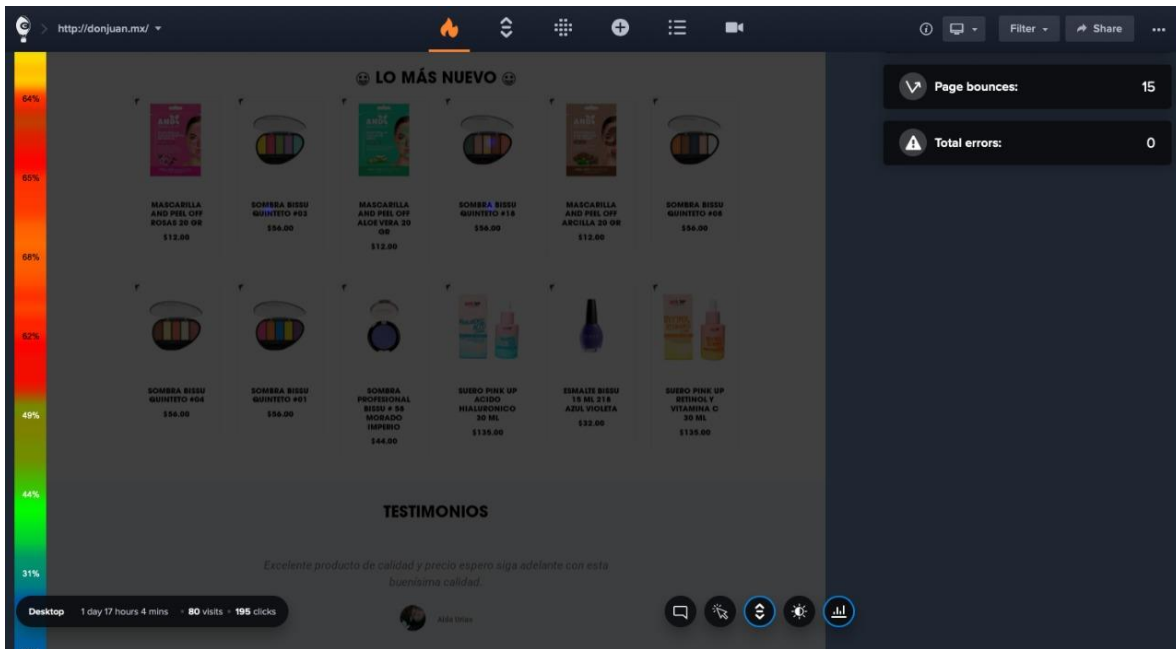 http://donjuan.mx/
Filter
Share
Page bounces: 15
Total errors: 0
64%
65%
68%
62%
49%
44%
31%
LO MÁS NUEVO
MASCARILLA
AND PEEL OFF
ROSAS 20 GR
$12.00
SOMBRA BISSU
QUINTETO #02
$56.00
MASCARILLA
AND PEEL OFF
ALOE VERA 20
GR
$12.00
SOMBRA BISSU
QUINTETO #18
$56.00
MASCARILLA
AND PEEL OFF
ARCILLA 20 GR
$12.00
SOMBRA BISSU
$56.00
SOMBRA BISSU
QUINTETO #04
$56.00
SOMBRA BISSU
QUINTETO #01
$56.00
SOMBRA
PROFESIONAL
BISSU # 56
MORADO
IMPERIO
$44.00
SUERO PINK UP
ACIDO
HIALURONICO
30 ML
$135.00
ESMALTE BISSU
15 ML 218
AZUL VIOLETA
$32.00
SUERO PINK UP
RETINOL Y
VITAMINA C
30 ML
$135.00
TESTIMONIOS
Excelente producto de calidad y precio espero siga adelante con esta
buenísima calidad.
Desktop 1 day 17 hours 4 mins • 80 visits • 195 clicks